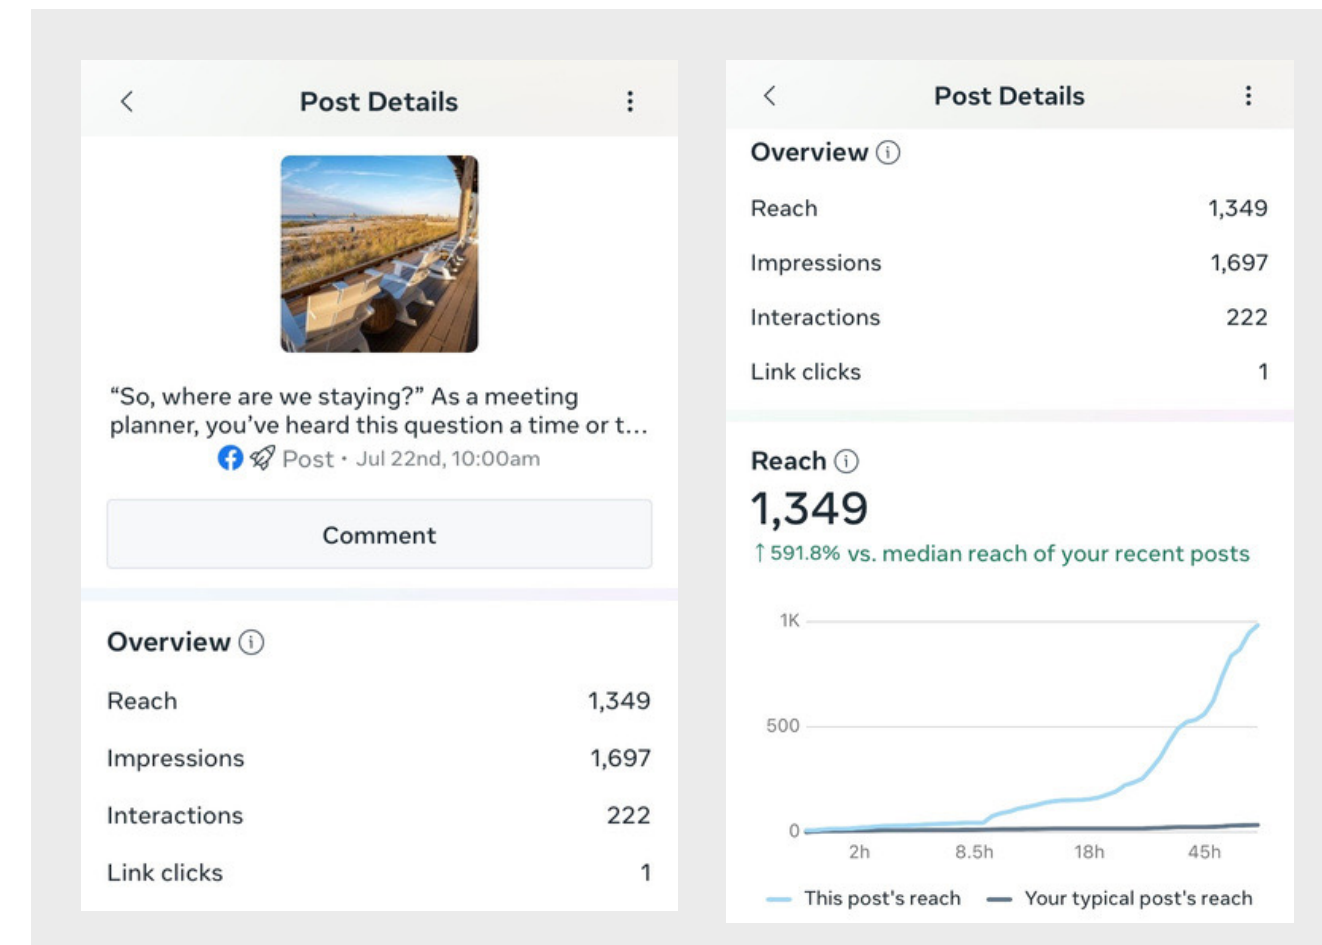 Post Details
“So, where are we staying?” As a meeting
planner, you’ve heard this question a time or t...
Post · Jul 22nd, 10:00am
Comment
Overview
Reach 1,349
Impressions 1,697
Interactions 222
Link clicks 1
Post Details
Overview
Reach 1,349
Impressions 1,697
Interactions 222
Link clicks 1
Reach
1,349
↑ 591.8% vs. median reach of your recent posts
1K
500
0
2h 8.5h 18h 45h
This post's reach Your typical post's reach